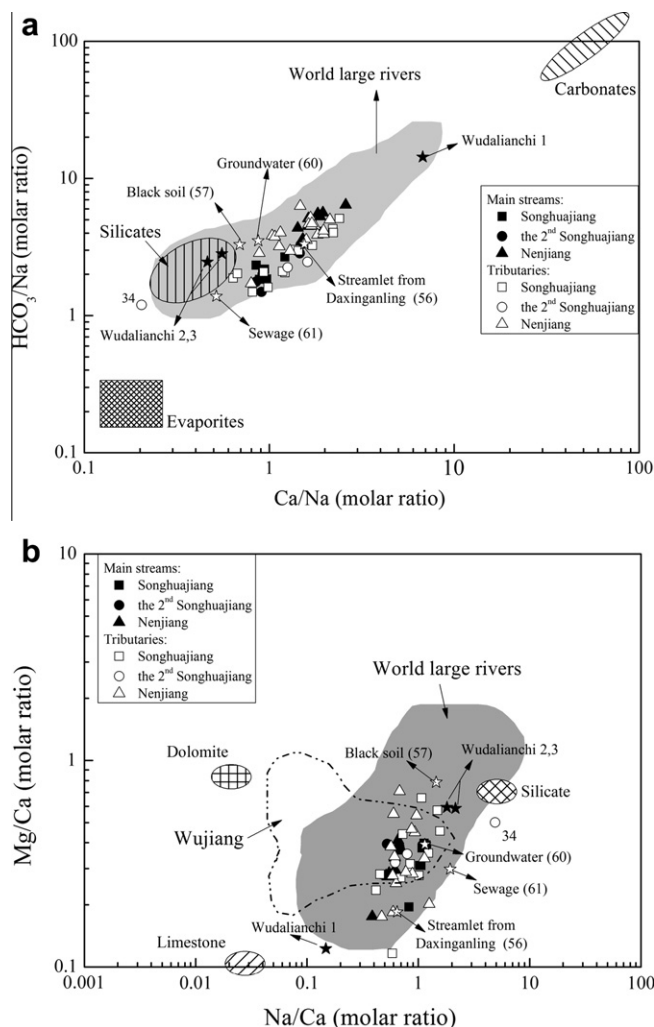 a
100
10
1
0.1
HCO3/Na (molar ratio)
World large rivers
Carbonates
Wudalianchi 1
Groundwater (60)
Black soil (57)
Silicates
34
Wudalianchi 2,3
Sewage (61)
Streamlet from
Daxinganling
(56)
Evaporites
Main streams:
Songhuajiang
the 2nd Songhuajiang
Nenjiang
Tributaries:
Songhuajiang
the 2nd Songhuajiang
Nenjiang
0.1
1
10
100
Ca/Na (molar ratio)
b
10
1
0.1
Mg/Ca (molar ratio)
Main streams:
Songhuajiang
the 2nd Songhuajiang
Nenjiang
Tributaries:
Songhuajiang
the 2nd Songhuajiang
Nenjiang
World large rivers
Black soil (57)
Wudalianchi 2,3
Dolomite
Silicate
Wujiang
34
Groundwater (60)
Sewage (61)
Wudalianchi 1
Streamlet from
Daxinganling (56)
Limestone
0.001
0.01
0.1
1
10
100
Na/Ca (molar ratio)